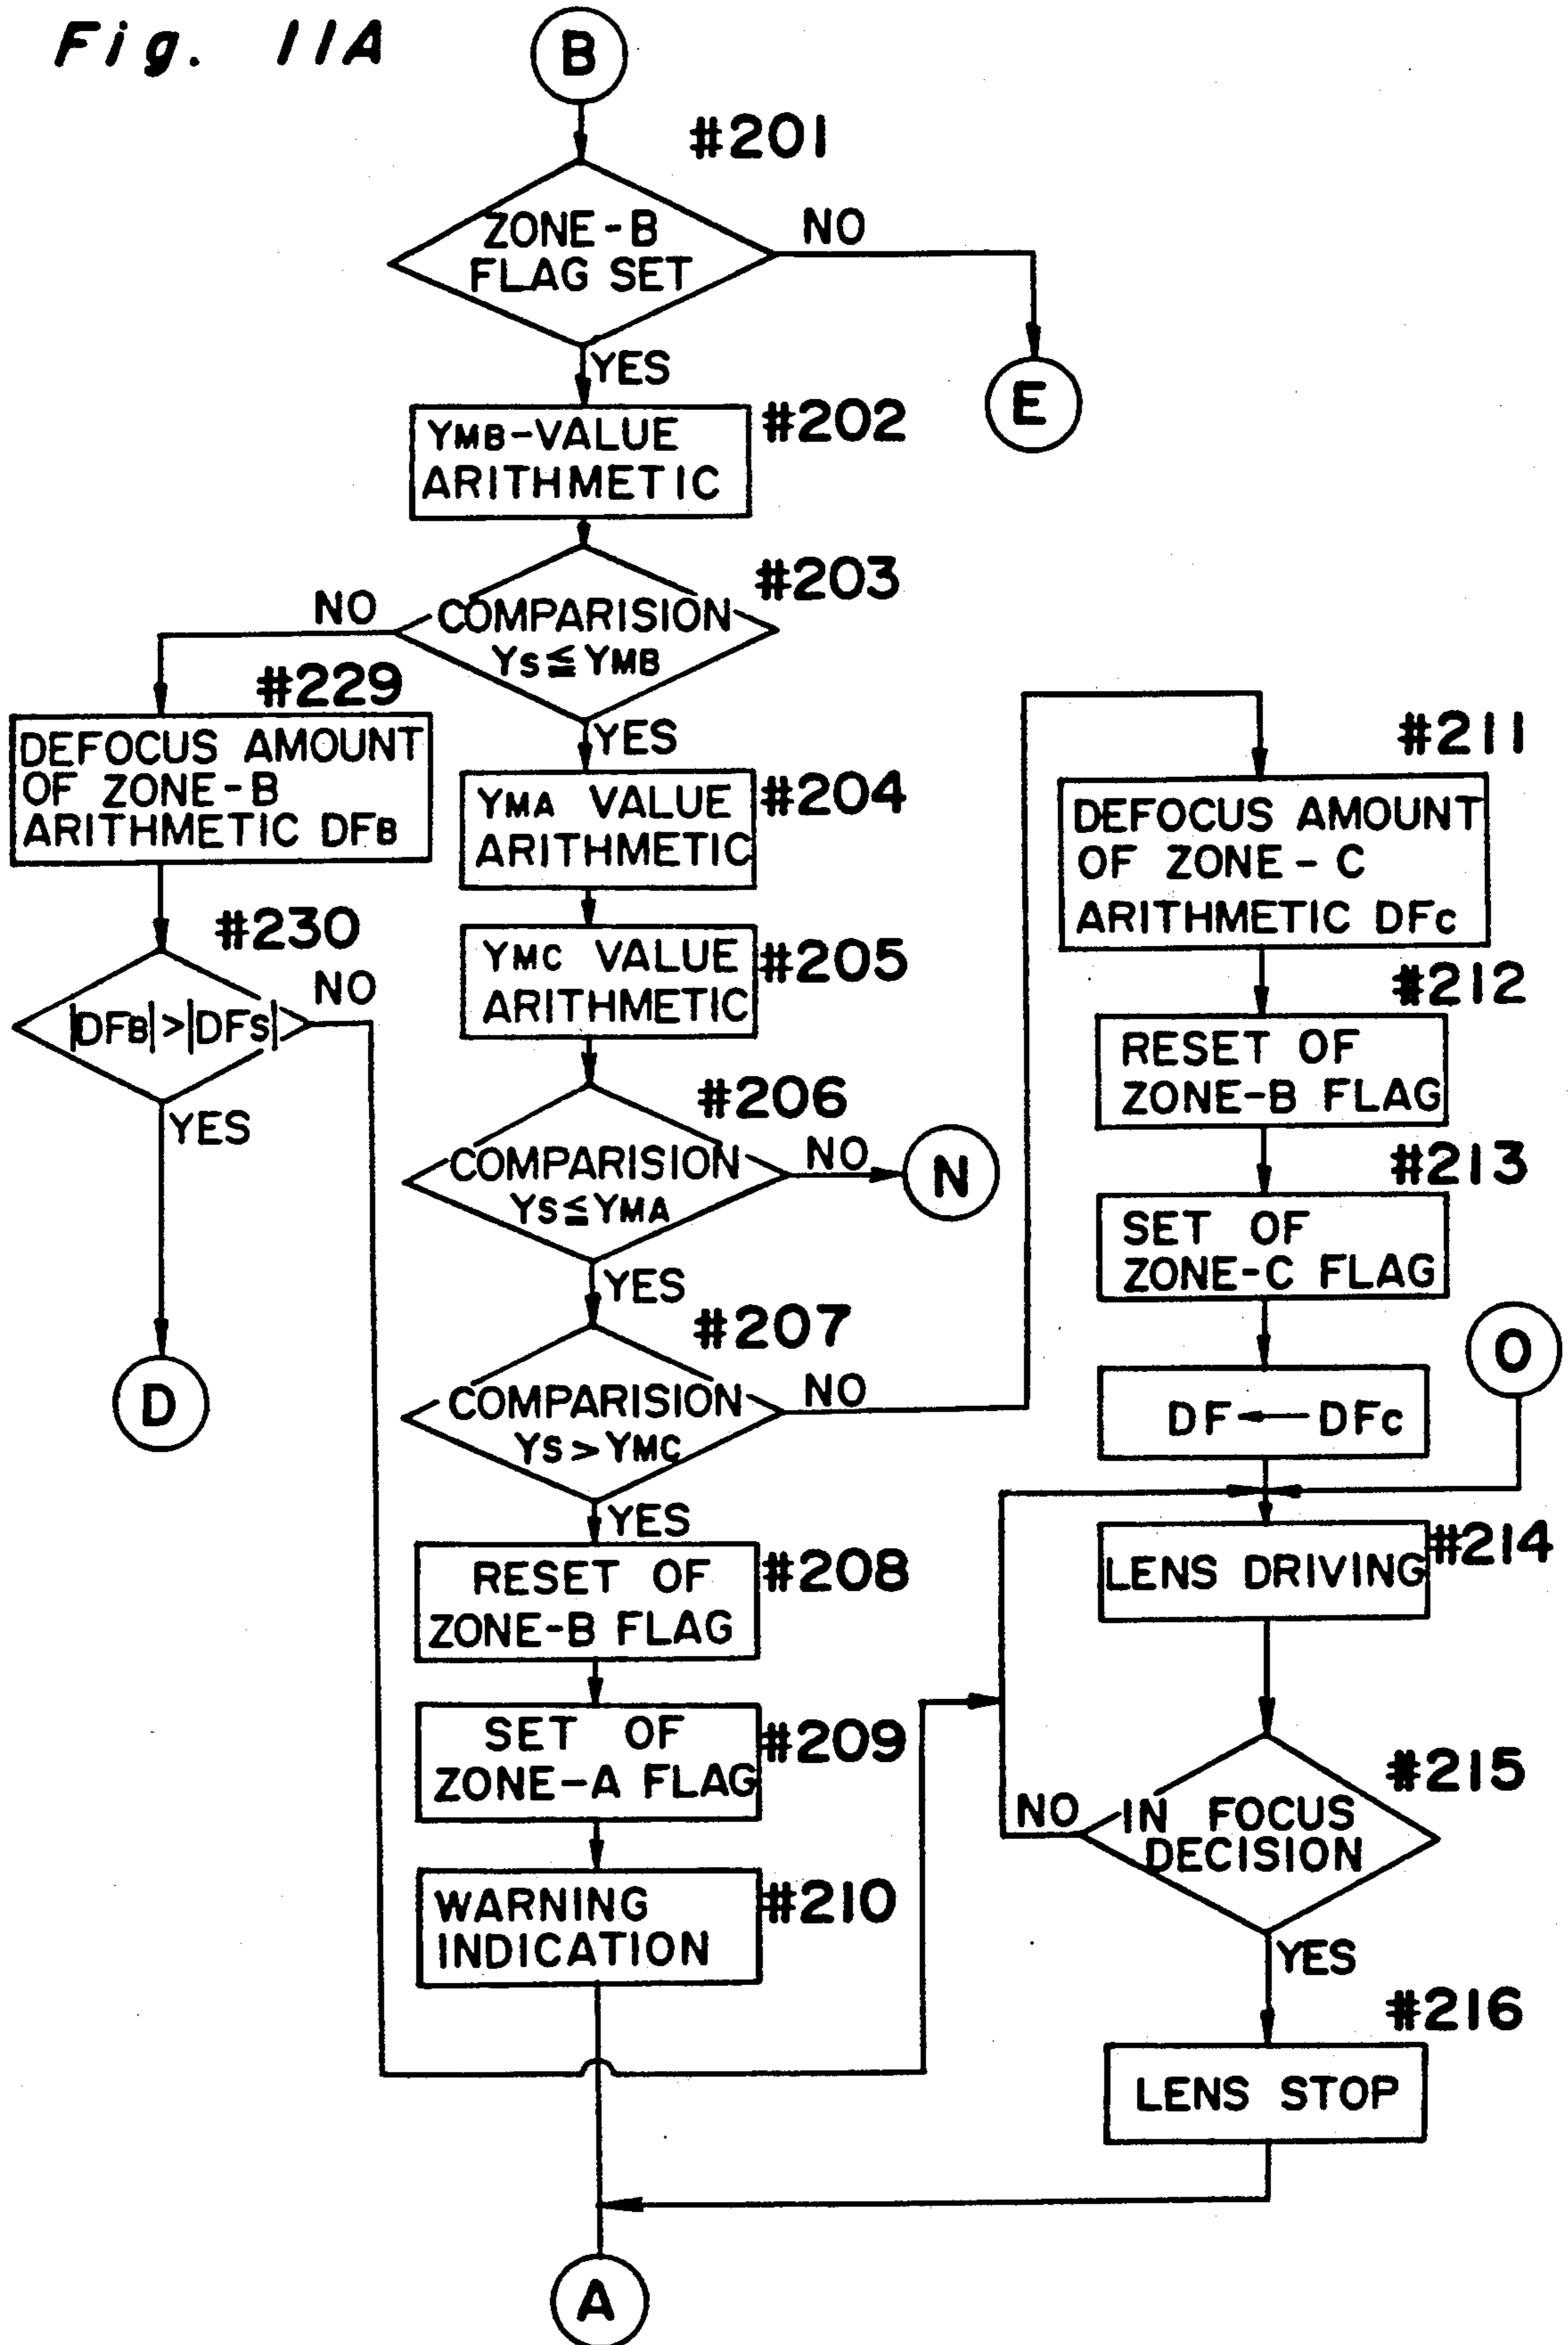 Fig. 11A
B
#201
ZONE-B
FLAG SET
NO
E
YES
#202
YMB-VALUE
ARITHMETIC
#203
COMPARISION
YS≦YMB
NO
#229
DEFOCUS AMOUNT
OF ZONE-B
ARITHMETIC DFB
#230
|DFB|>|DFS|
NO
YES
D
YES
#204
YMA VALUE
ARITHMETIC
#205
YMC VALUE
ARITHMETIC
#206
COMPARISION
YS≦YMA
NO
N
YES
#207
COMPARISION
YS>YMC
NO
YES
#208
RESET OF
ZONE-B FLAG
#209
SET OF
ZONE-A FLAG
#210
WARNING
INDICATION
A
#211
DEFOCUS AMOUNT
OF ZONE-C
ARITHMETIC DFC
#212
RESET OF
ZONE-B FLAG
#213
SET OF
ZONE-C FLAG
O
DF ← DFC
#214
LENS DRIVING
#215
IN FOCUS
DECISION
NO
YES
#216
LENS STOP